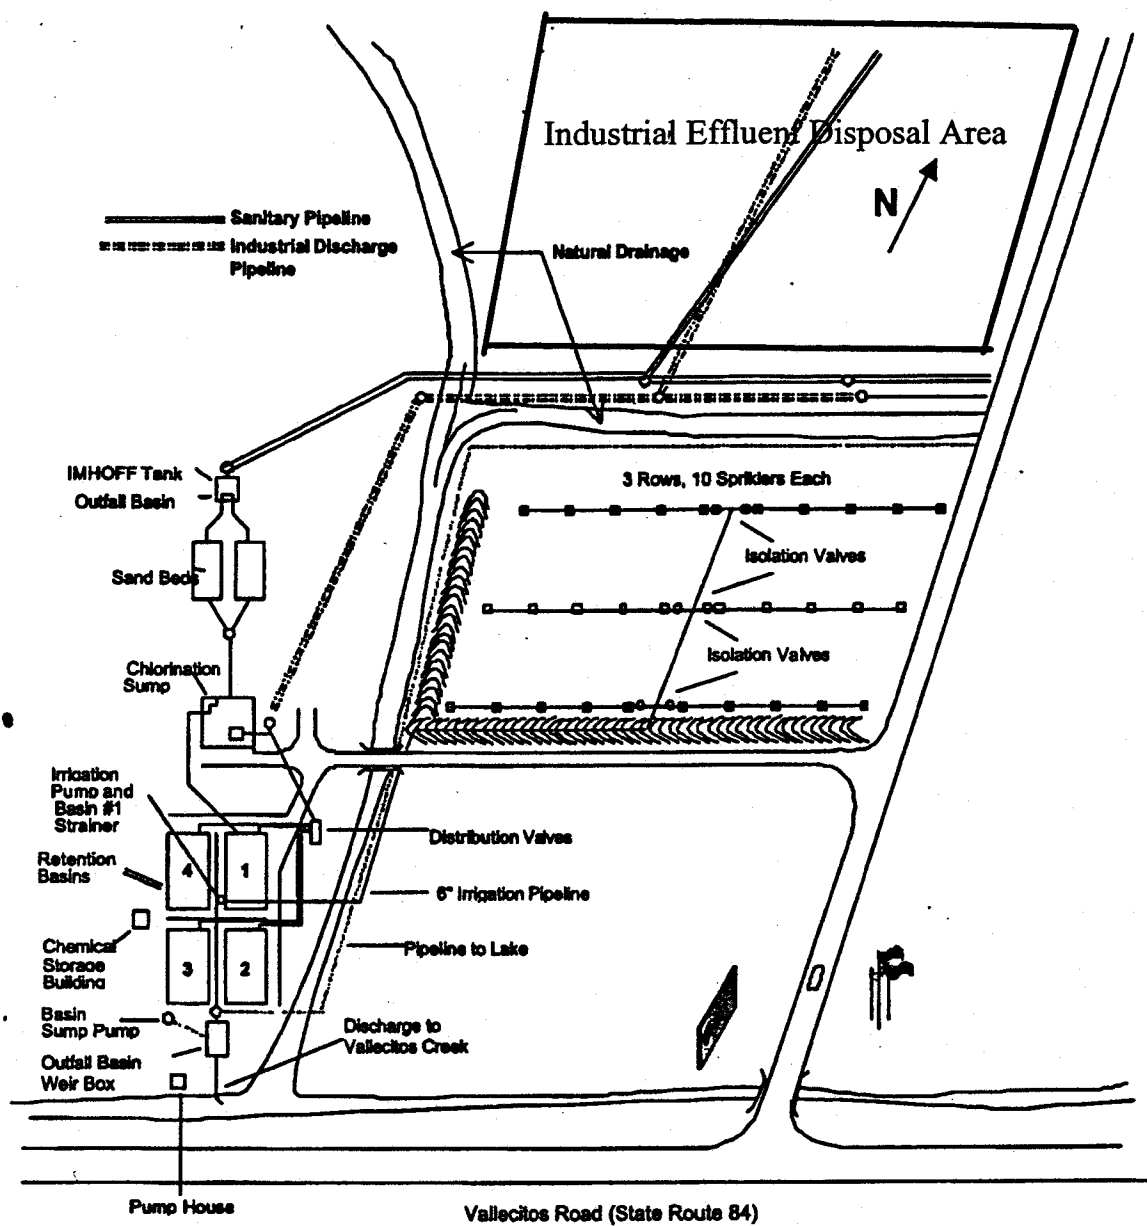 Industrial Effluent Disposal Area
N
Sanitary Pipeline
Industrial Discharge
Pipeline
Natural Drainage
IMHOFF Tank
Outfall Basin
3 Rows, 10 Spriklers Each
Isolation Valves
Sand Beds
Isolation Valves
Chlorination
Sump
Irrigation
Pump and
Basin #1
Strainer
Distribution Valves
Retention
Basins
4
1
6" Irrigation Pipeline
Chemical
Storage
Building
3
2
Pipeline to Lake
Basin
Sump Pump
Discharge to
Vallecitos Creek
Outfall Basin
Weir Box
Pump House
Vallecitos Road (State Route 84)